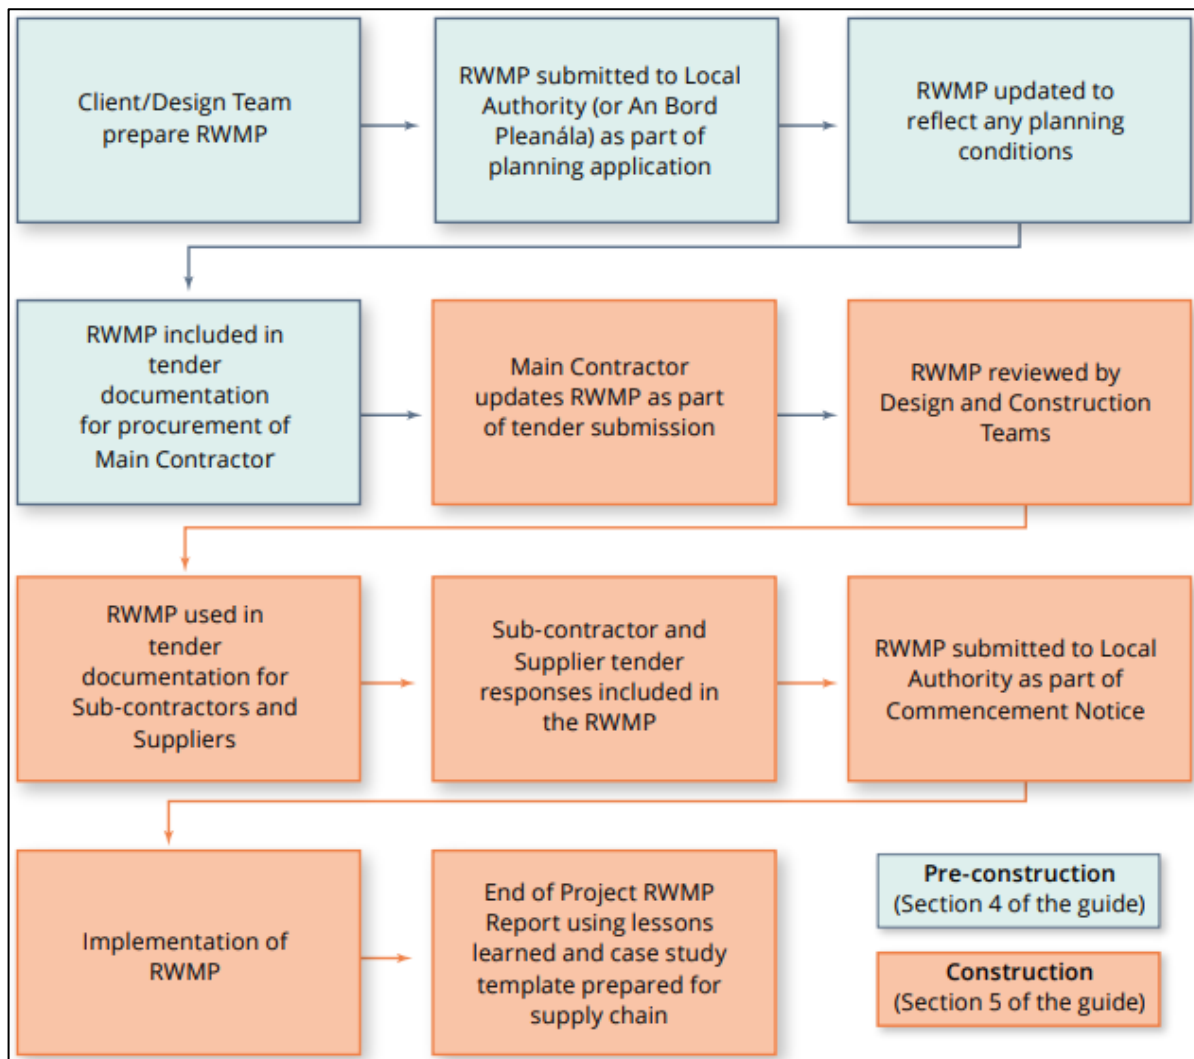 Client/Design Team
prepare RWMP
RWMP submitted to Local
Authority (or An Bord
Pleanála) as part of
planning application
RWMP updated to
reflect any planning
conditions
RWMP included in
tender
documentation
for procurement of
Main Contractor
Main Contractor
updates RWMP as part
of tender submission
RWMP reviewed by
Design and Construction
Teams
RWMP used in
tender
documentation for
Sub-contractors and
Suppliers
Sub-contractor and
Supplier tender
responses included in
the RWMP
RWMP submitted to Local
Authority as part of
Commencement Notice
Implementation of
RWMP
End of Project RWMP
Report using lessons
learned and case study
template prepared for
supply chain
Pre-construction
(Section 4 of the guide)
Construction
(Section 5 of the guide)